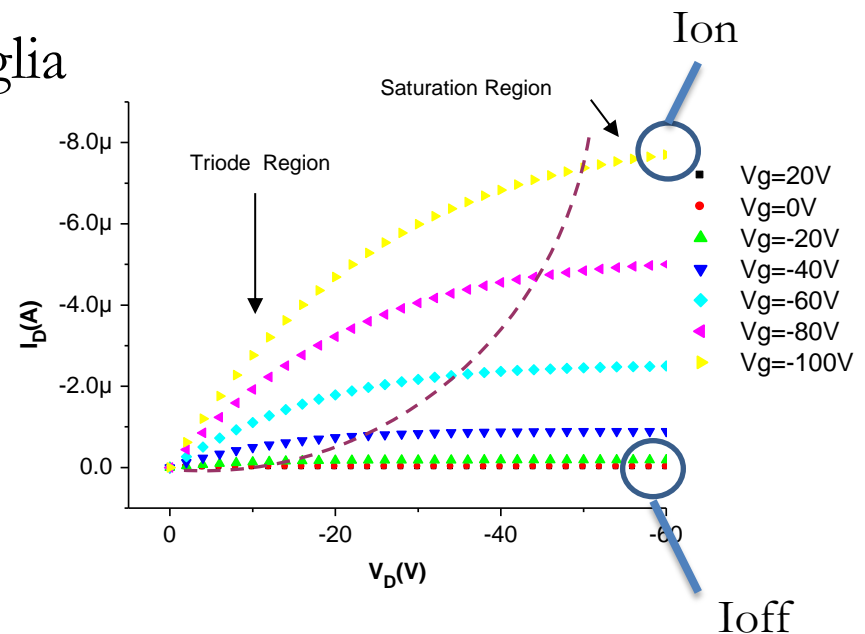 Ion
glia
Saturation Region
Triode Region
-8.0µ
-6.0µ
-4.0µ
-2.0µ
0.0
I_D(A)
0
-20
-40
-60
V_D(V)
Vg=20V
Vg=0V
Vg=-20V
Vg=-40V
Vg=-60V
Vg=-80V
Vg=-100V
Ioff